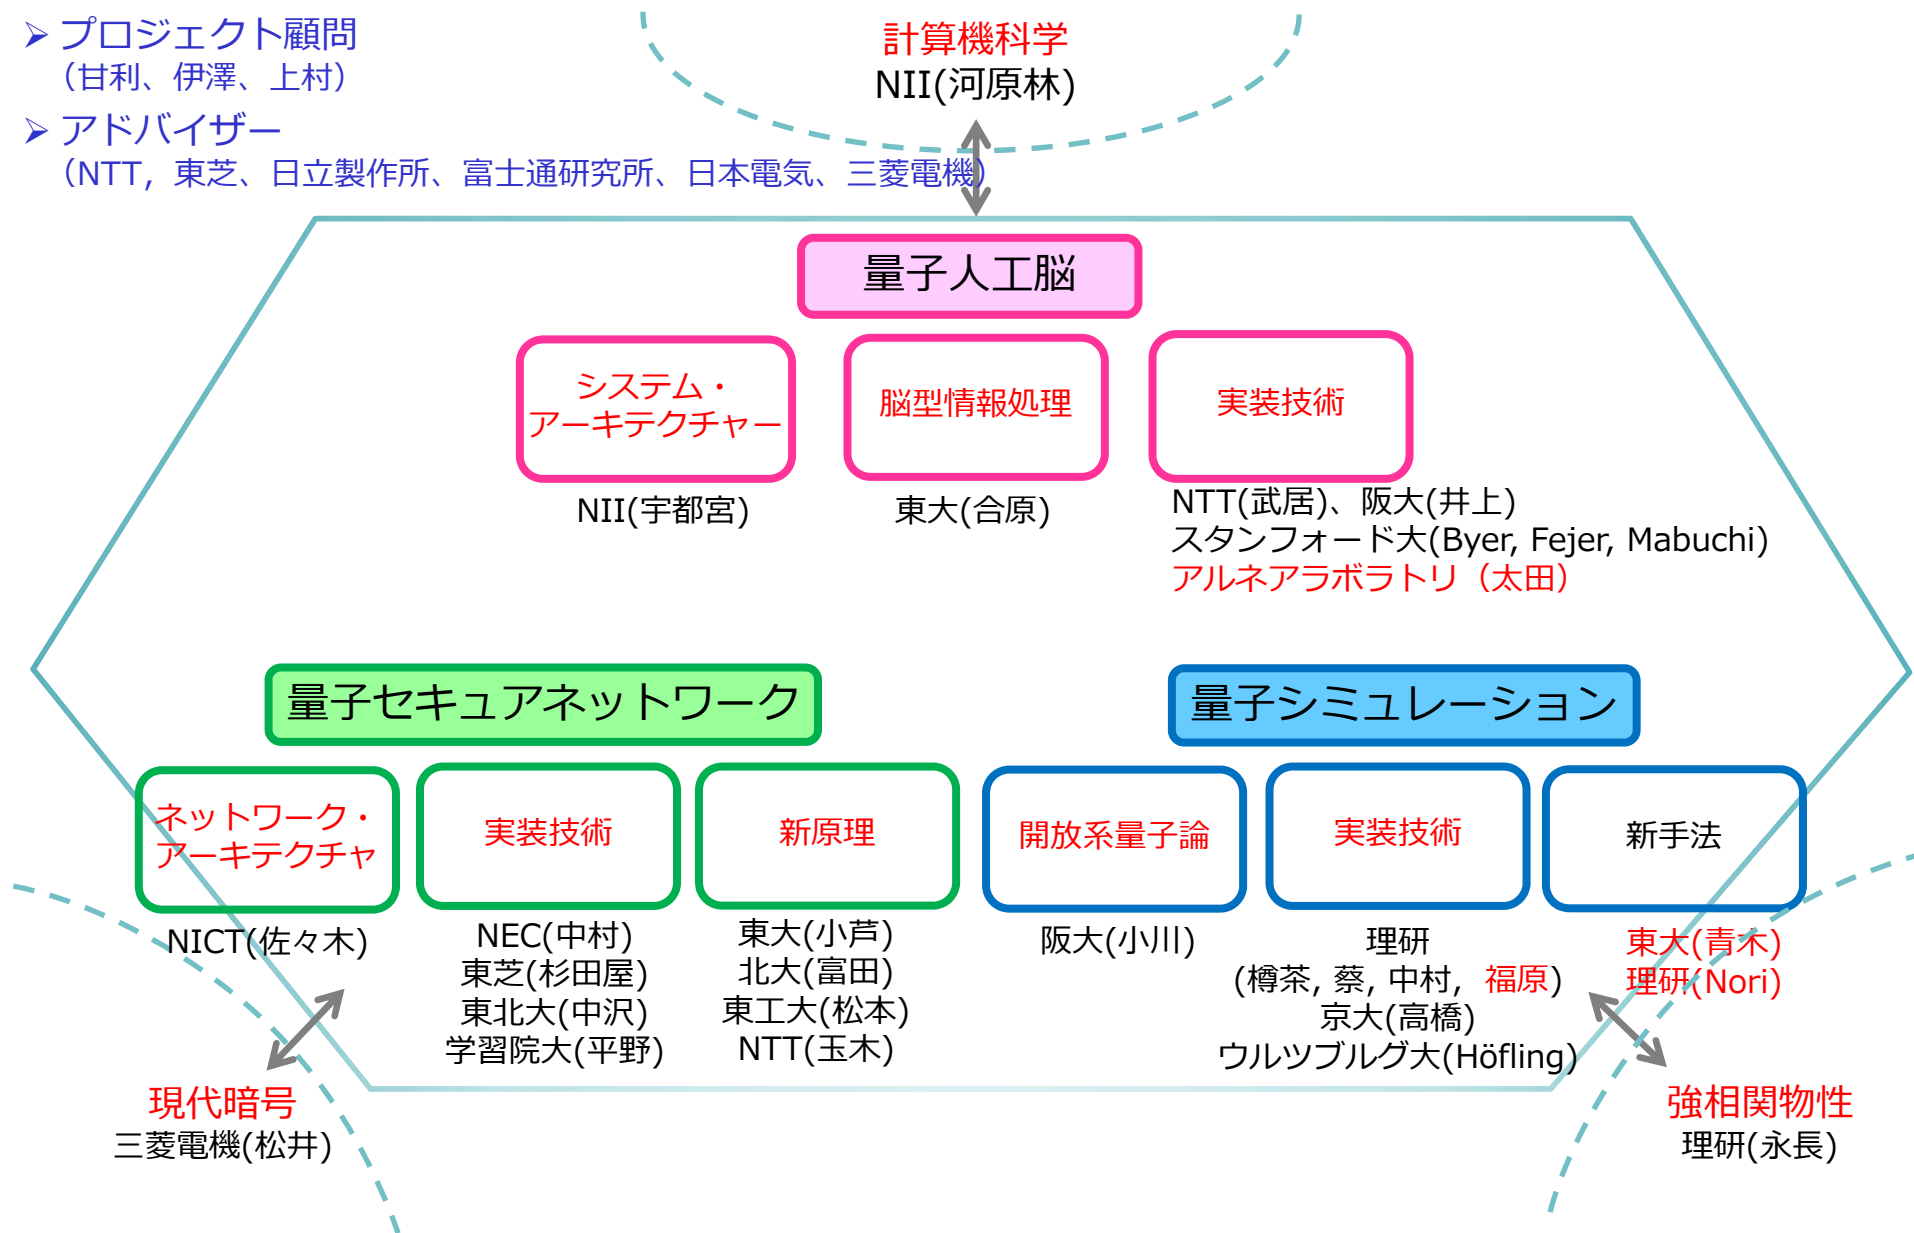 ➢ プロジェクト顧問
（甘利、伊澤、上村）
➢ アドバイザー
（NTT, 東芝、日立製作所、富士通研究所、日本電気、三菱電機）
計算機科学
NII(河原林)
量子人工脳
システム・
アーキテクチャー
NII(宇都宮)
脳型情報処理
東大(合原)
実装技術
NTT(武居)、阪大(井上)
スタンフォード大(Byer, Fejer, Mabuchi)
アルネアラボラトリ（太田）
量子セキュアネットワーク
ネットワーク・
アーキテクチャ
NICT(佐々木)
実装技術
NEC(中村)
東芝(杉田屋)
東北大(中沢)
学習院大(平野)
新原理
東大(小芦)
北大(富田)
東工大(松本)
NTT(玉木)
量子シミュレーション
開放系量子論
阪大(小川)
実装技術
理研
(樽茶, 蔡, 中村, 福原)
京大(高橋)
ウルツブルグ大(Höfling)
新手法
東大(青木)
理研(Nori)
現代暗号
三菱電機(松井)
強相関物性
理研(永長)